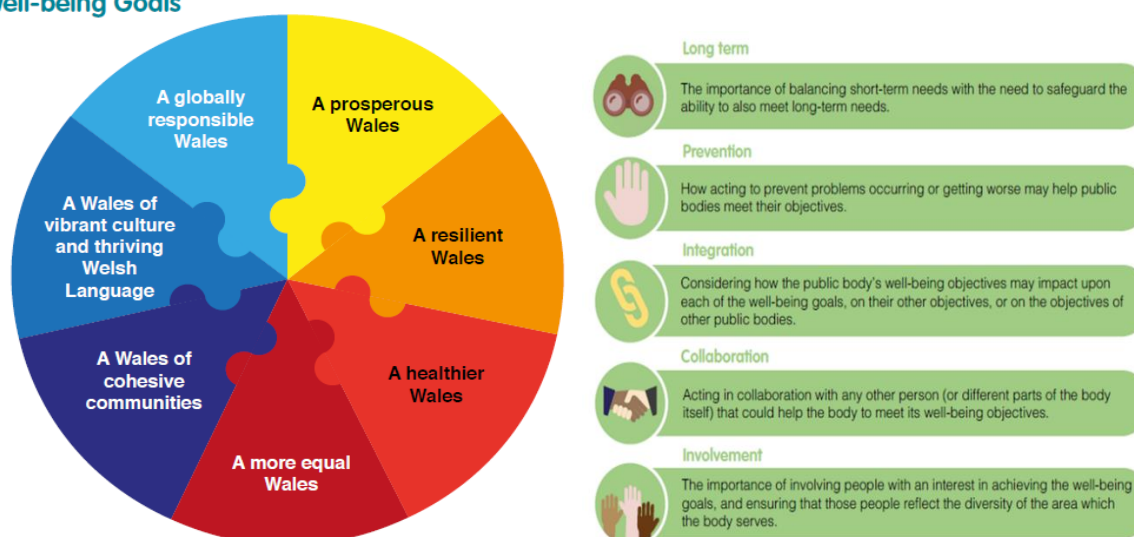 Well-being Goals
A prosperous
Wales
A resilient
Wales
A healthier
Wales
A more equal
Wales
A Wales of
cohesive
communities
A Wales of
vibrant culture
and thriving
Welsh
Language
A globally
responsible
Wales
Long term
The importance of balancing short-term needs with the need to safeguard the
ability to also meet long-term needs.
Prevention
How acting to prevent problems occurring or getting worse may help public
bodies meet their objectives.
Integration
Considering how the public body's well-being objectives may impact upon
each of the well-being goals, on their other objectives, or on the objectives of
other public bodies.
Collaboration
Acting in collaboration with any other person (or different parts of the body
itself) that could help the body to meet its well-being objectives.
Involvement
The importance of involving people with an interest in achieving the well-being
goals, and ensuring that those people reflect the diversity of the area which
the body serves.